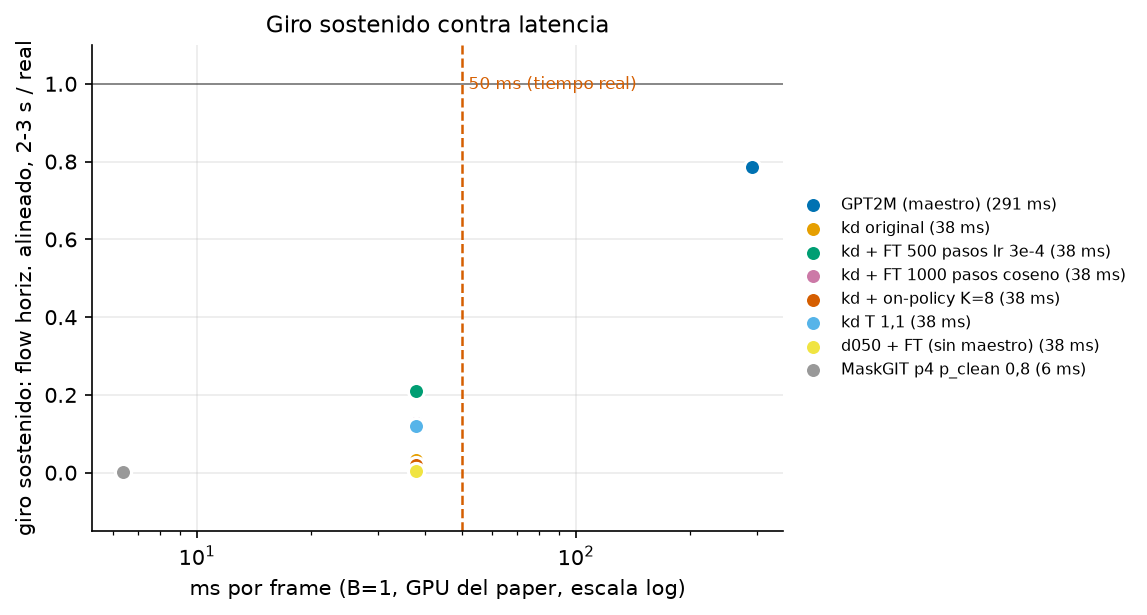 Giro sostenido contra latencia
giro sostenido: flow horiz. alineado, 2-3 s / real
1.0
0.8
0.6
0.4
0.2
0.0
50 ms (tiempo real)
10¹
10²
ms por frame (B=1, GPU del paper, escala log)
GPT2M (maestro) (291 ms)
kd original (38 ms)
kd + FT 500 pasos lr 3e-4 (38 ms)
kd + FT 1000 pasos coseno (38 ms)
kd + on-policy K=8 (38 ms)
kd T 1,1 (38 ms)
d050 + FT (sin maestro) (38 ms)
MaskGIT p4 p_clean 0,8 (6 ms)